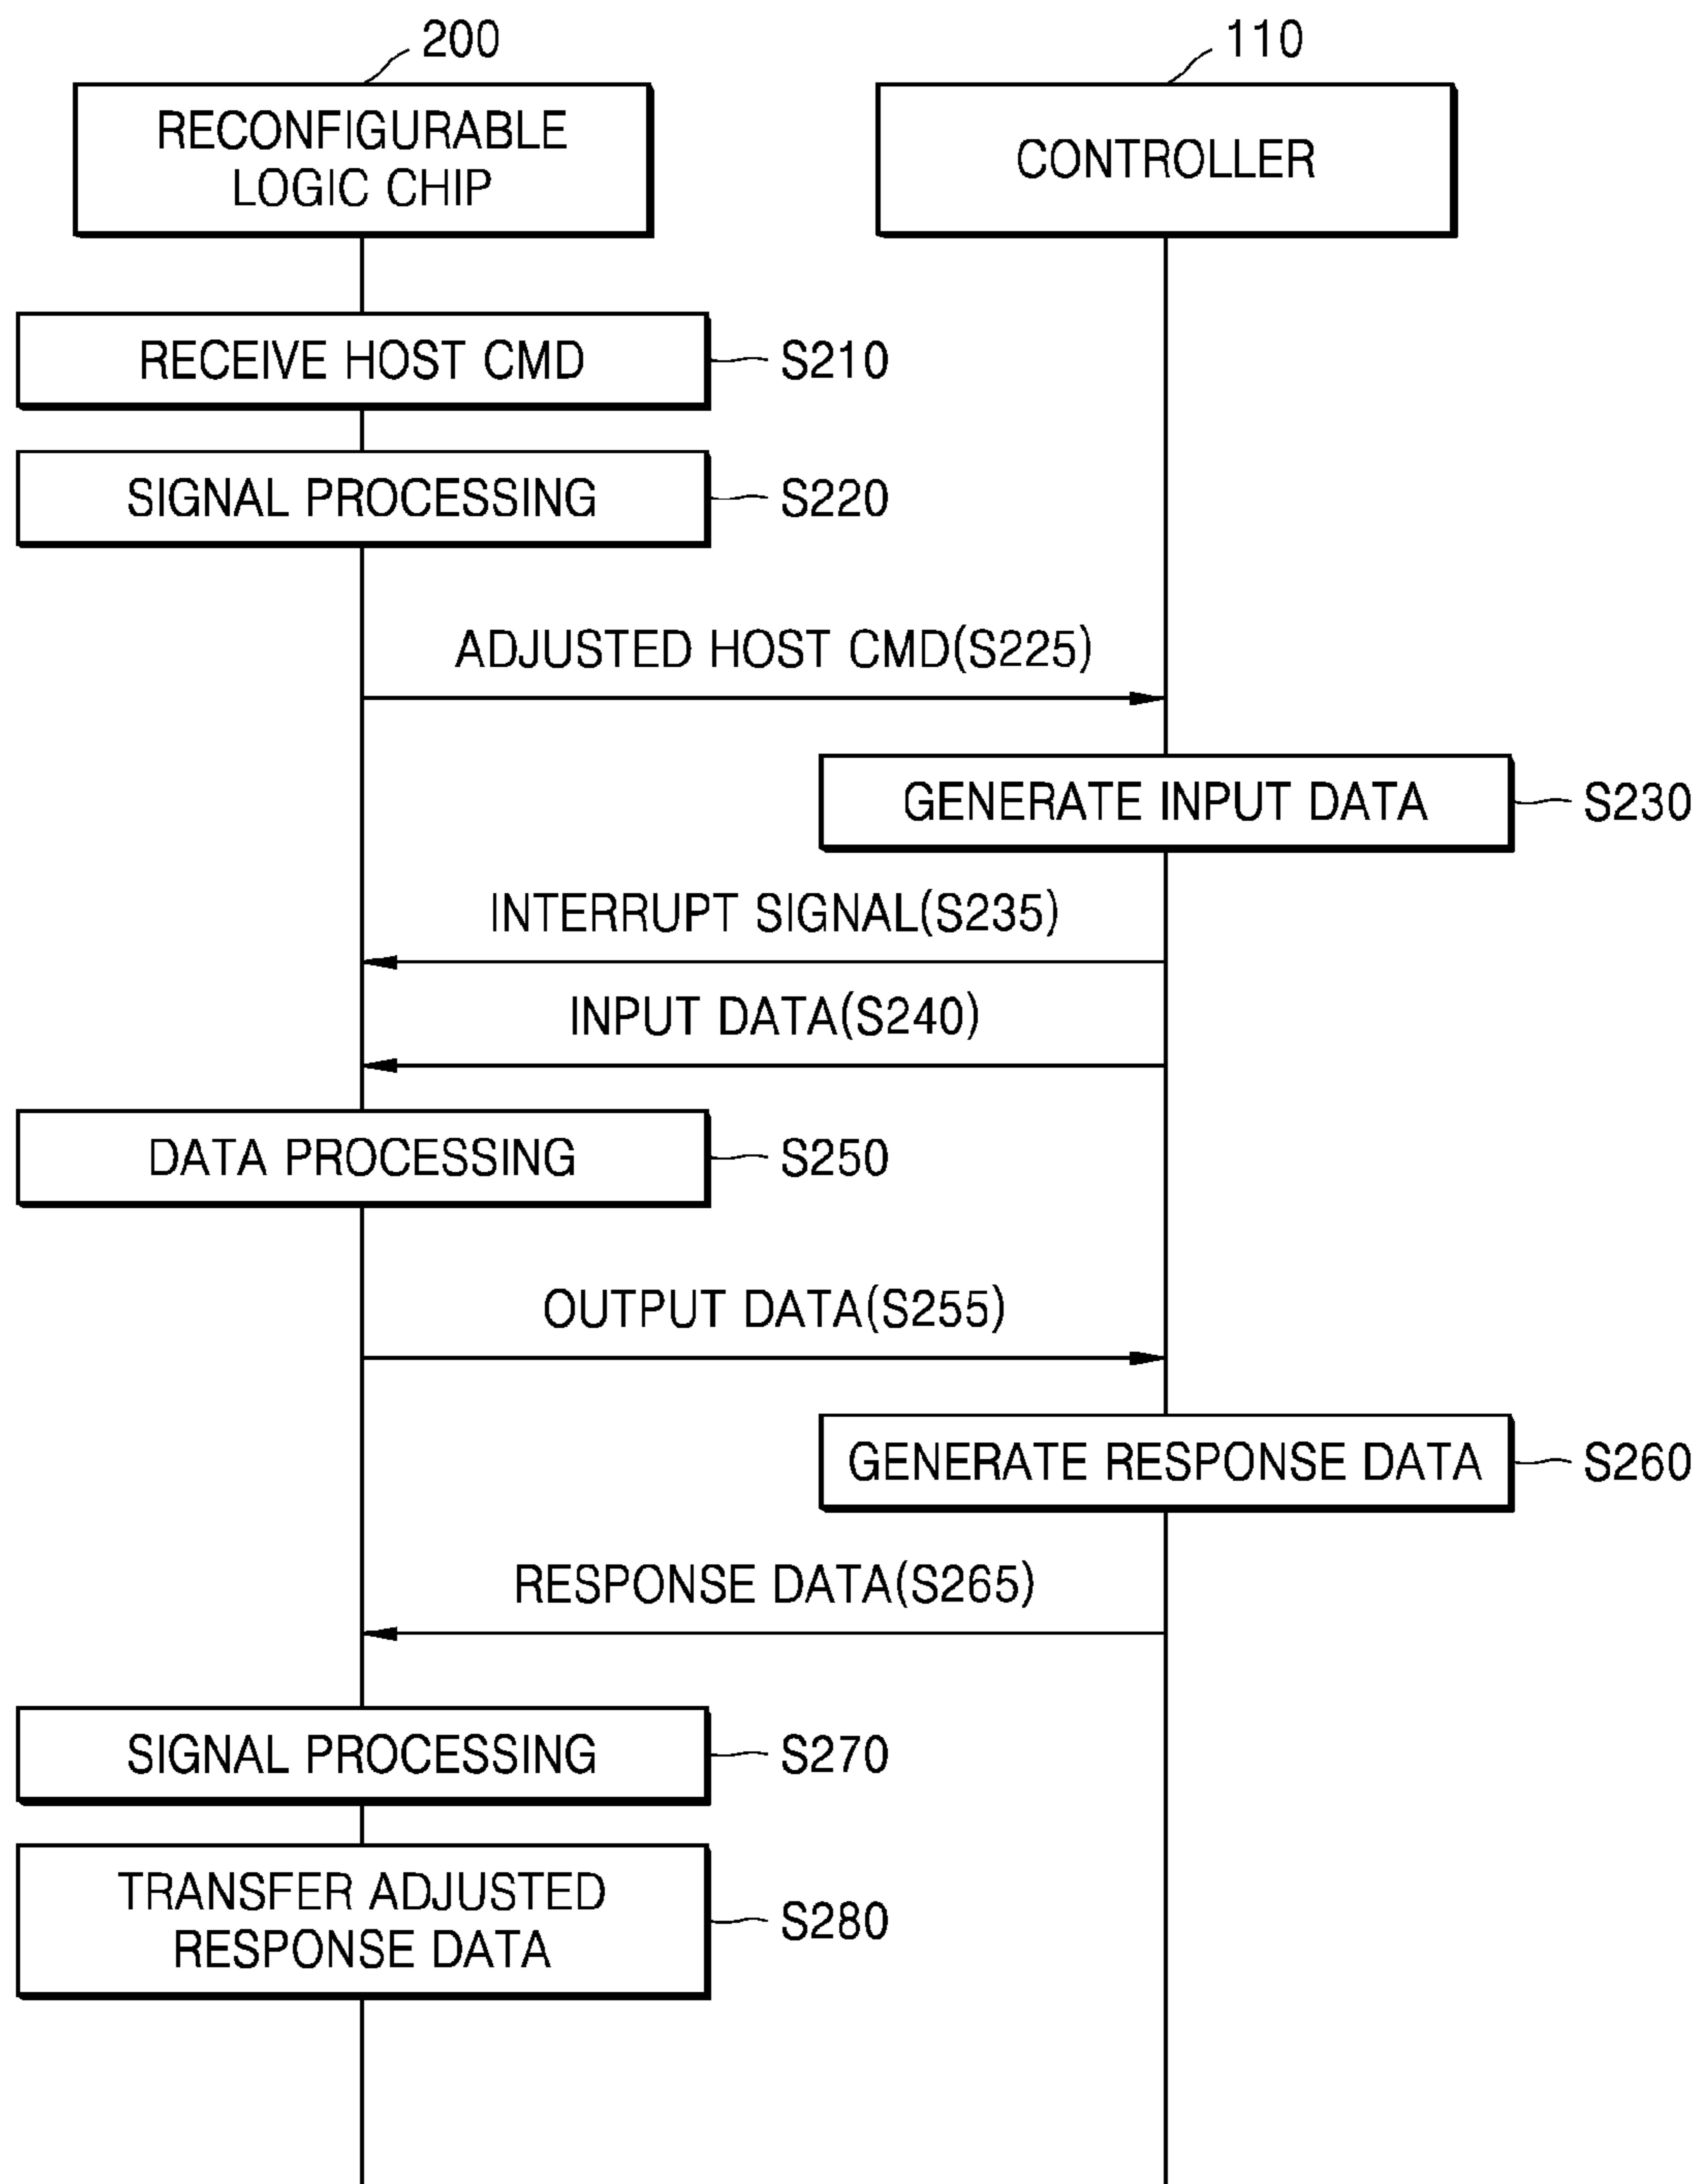 200
110
RECONFIGURABLE
LOGIC CHIP
CONTROLLER
RECEIVE HOST CMD
S210
SIGNAL PROCESSING
S220
ADJUSTED HOST CMD(S225)
GENERATE INPUT DATA
S230
INTERRUPT SIGNAL(S235)
INPUT DATA(S240)
DATA PROCESSING
S250
OUTPUT DATA(S255)
GENERATE RESPONSE DATA
S260
RESPONSE DATA(S265)
SIGNAL PROCESSING
S270
TRANSFER ADJUSTED
RESPONSE DATA
S280